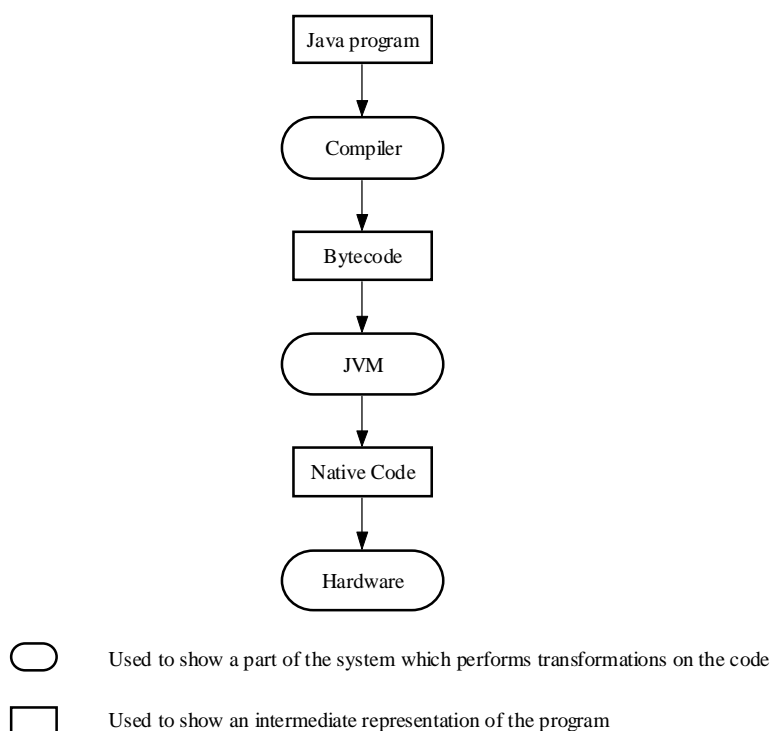 Java program
Compiler
Bytecode
JVM
Native Code
Hardware
Used to show a part of the system which performs transformations on the code
Used to show an intermediate representation of the program